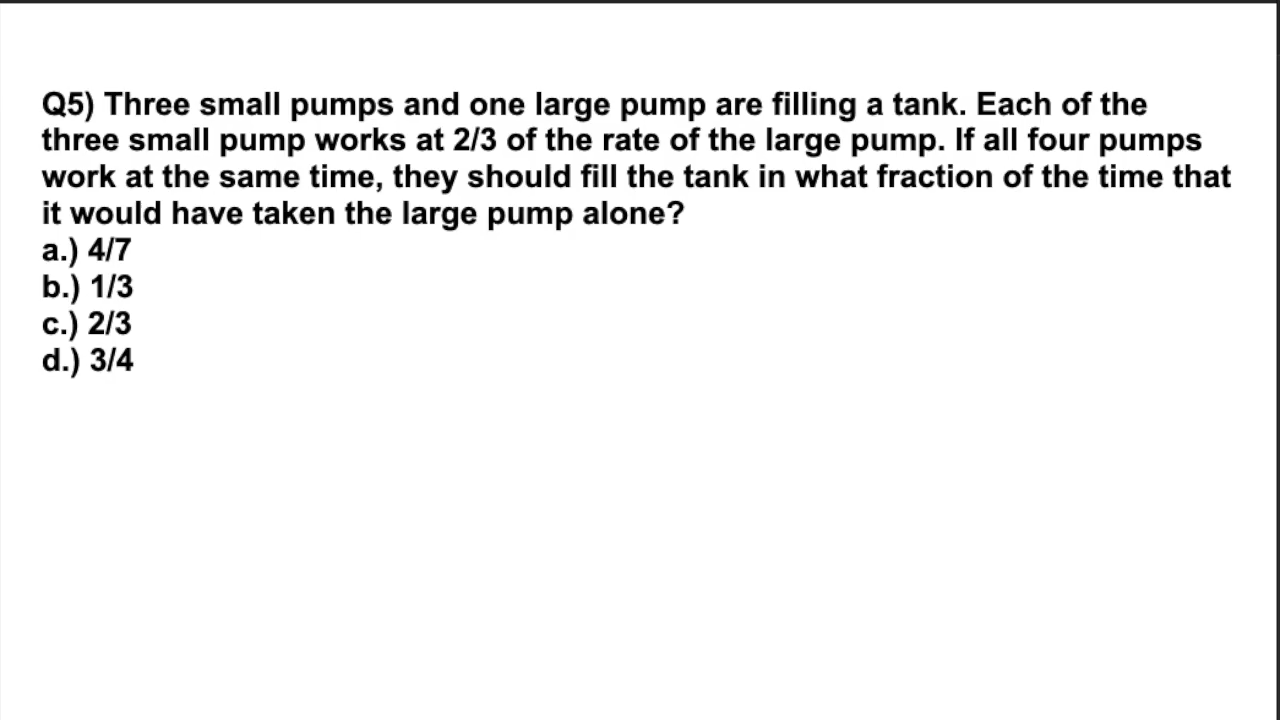 Q5) Three small pumps and one large pump are filling a tank. Each of the
three small pump works at 2/3 of the rate of the large pump. If all four pumps
work at the same time, they should fill the tank in what fraction of the time that
it would have taken the large pump alone?
a.) 4/7
b.) 1/3
c.) 2/3
d.) 3/4